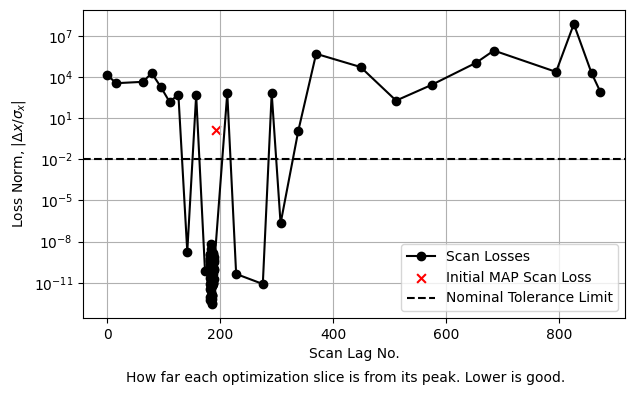 10^7
10^4
10^1
10^-2
10^-5
10^-8
10^-11
Loss Norm, |Δx/σ_x|
Scan Losses
Initial MAP Scan Loss
Nominal Tolerance Limit
0 200 400 600 800
Scan Lag No.
How far each optimization slice is from its peak. Lower is good.